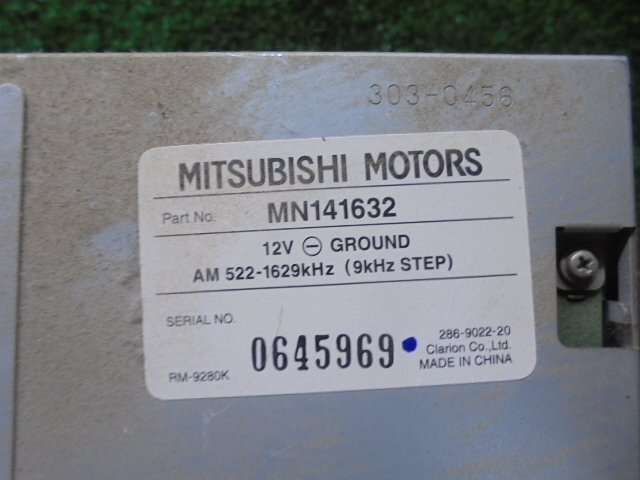 303-0456
MITSUBISHI MOTORS
Part No. MN141632
12V ⊖ GROUND
AM 522-1629kHz (9kHz STEP)
SERIAL NO.
0645969
286-9022-20
Clarion Co.,Ltd.
RM-9280K
MADE IN CHINA